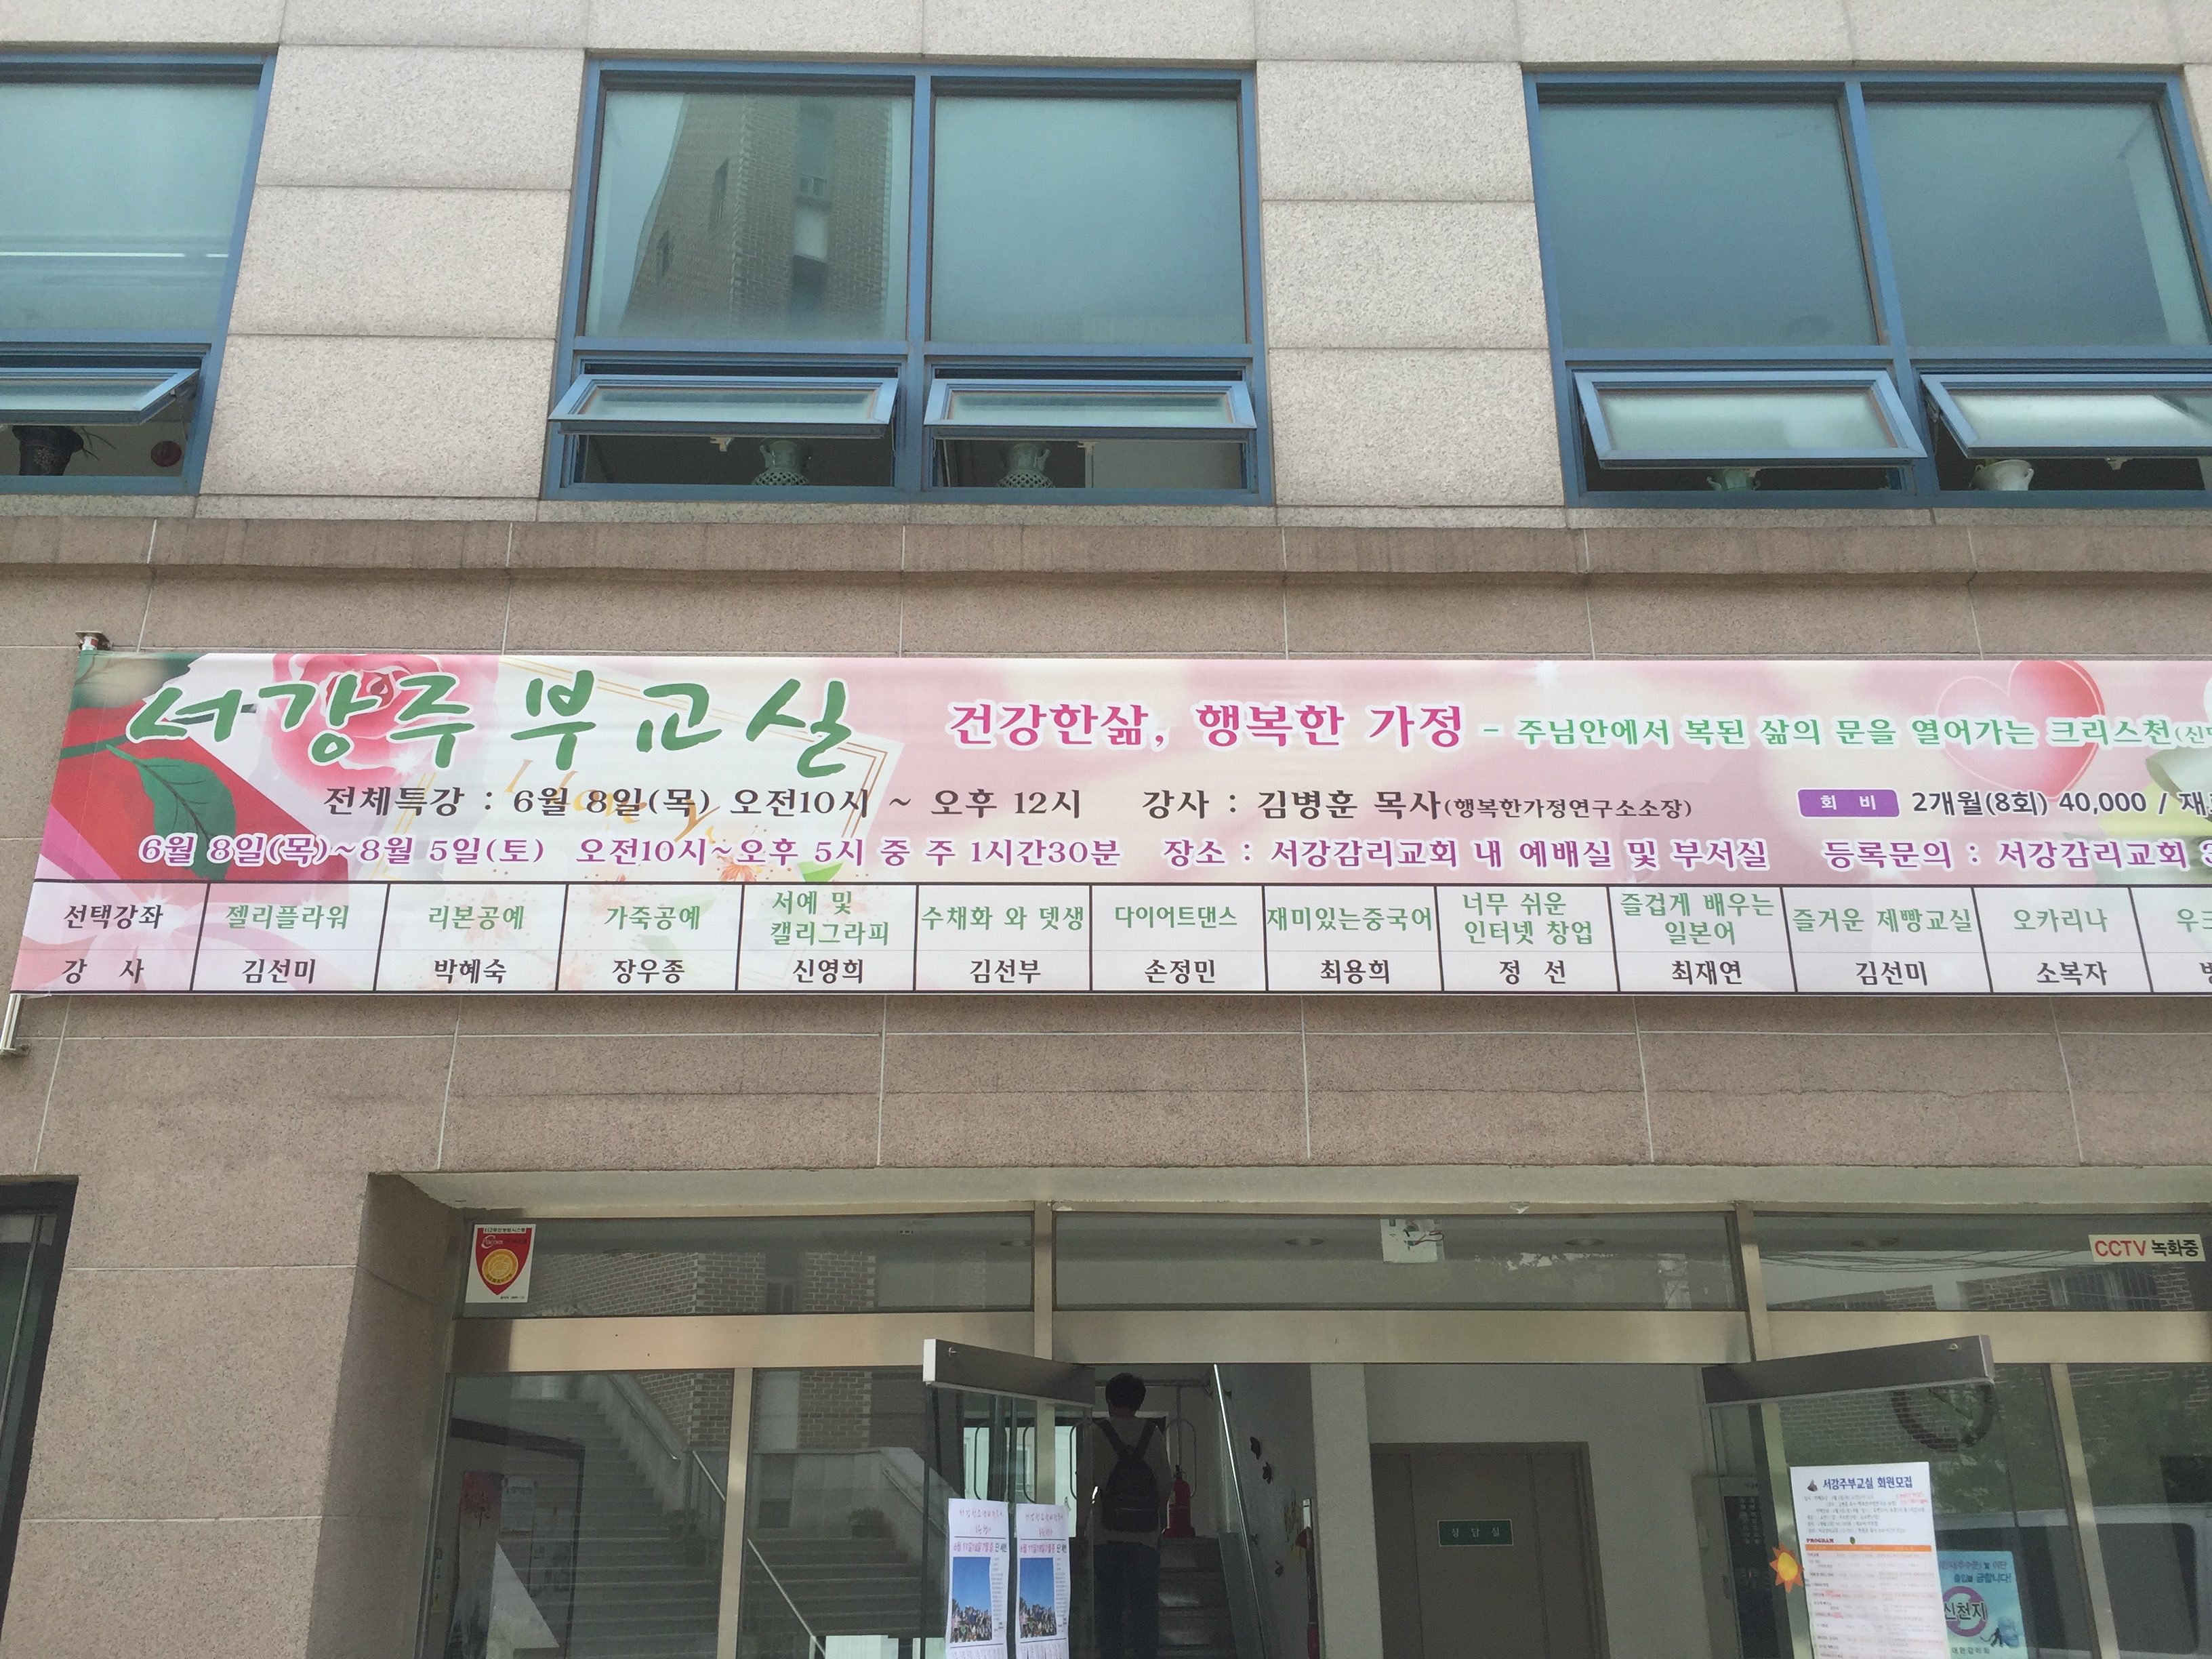 서강주부교실
건강한삶, 행복한 가정 - 주님안에서 복된 삶의 문을 열어가는 크리스천
전체특강 : 6월 8일(목) 오전10시 ~ 오후 12시 강사 : 김병훈 목사(행복한가정연구소소장)
회 비 2개월(8회) 40,000 /
6월 8일(목)~8월 5일(토) 오전10시~오후 5시 중 주 1시간30분 장소 : 서강감리교회 내 예배실 및 부서실 등록문의 : 서강감리교회
선택강좌 젤리플라워 리본공예 가죽공예 서예 및 캘리그라피 수채화 와 뎃생 다이어트댄스 재미있는중국어 너무 쉬운 인터넷 창업 즐겁게 배우는 일본어 즐거운 제빵교실 오카리나
강 사 김선미 박혜숙 장우종 신영희 김선부 손정민 최용희 정 선 최재연 김선미 소복자
CCTV 녹화중
상담실
서강주부교실 회원모집
PROGRAM
금합니다!
신천지